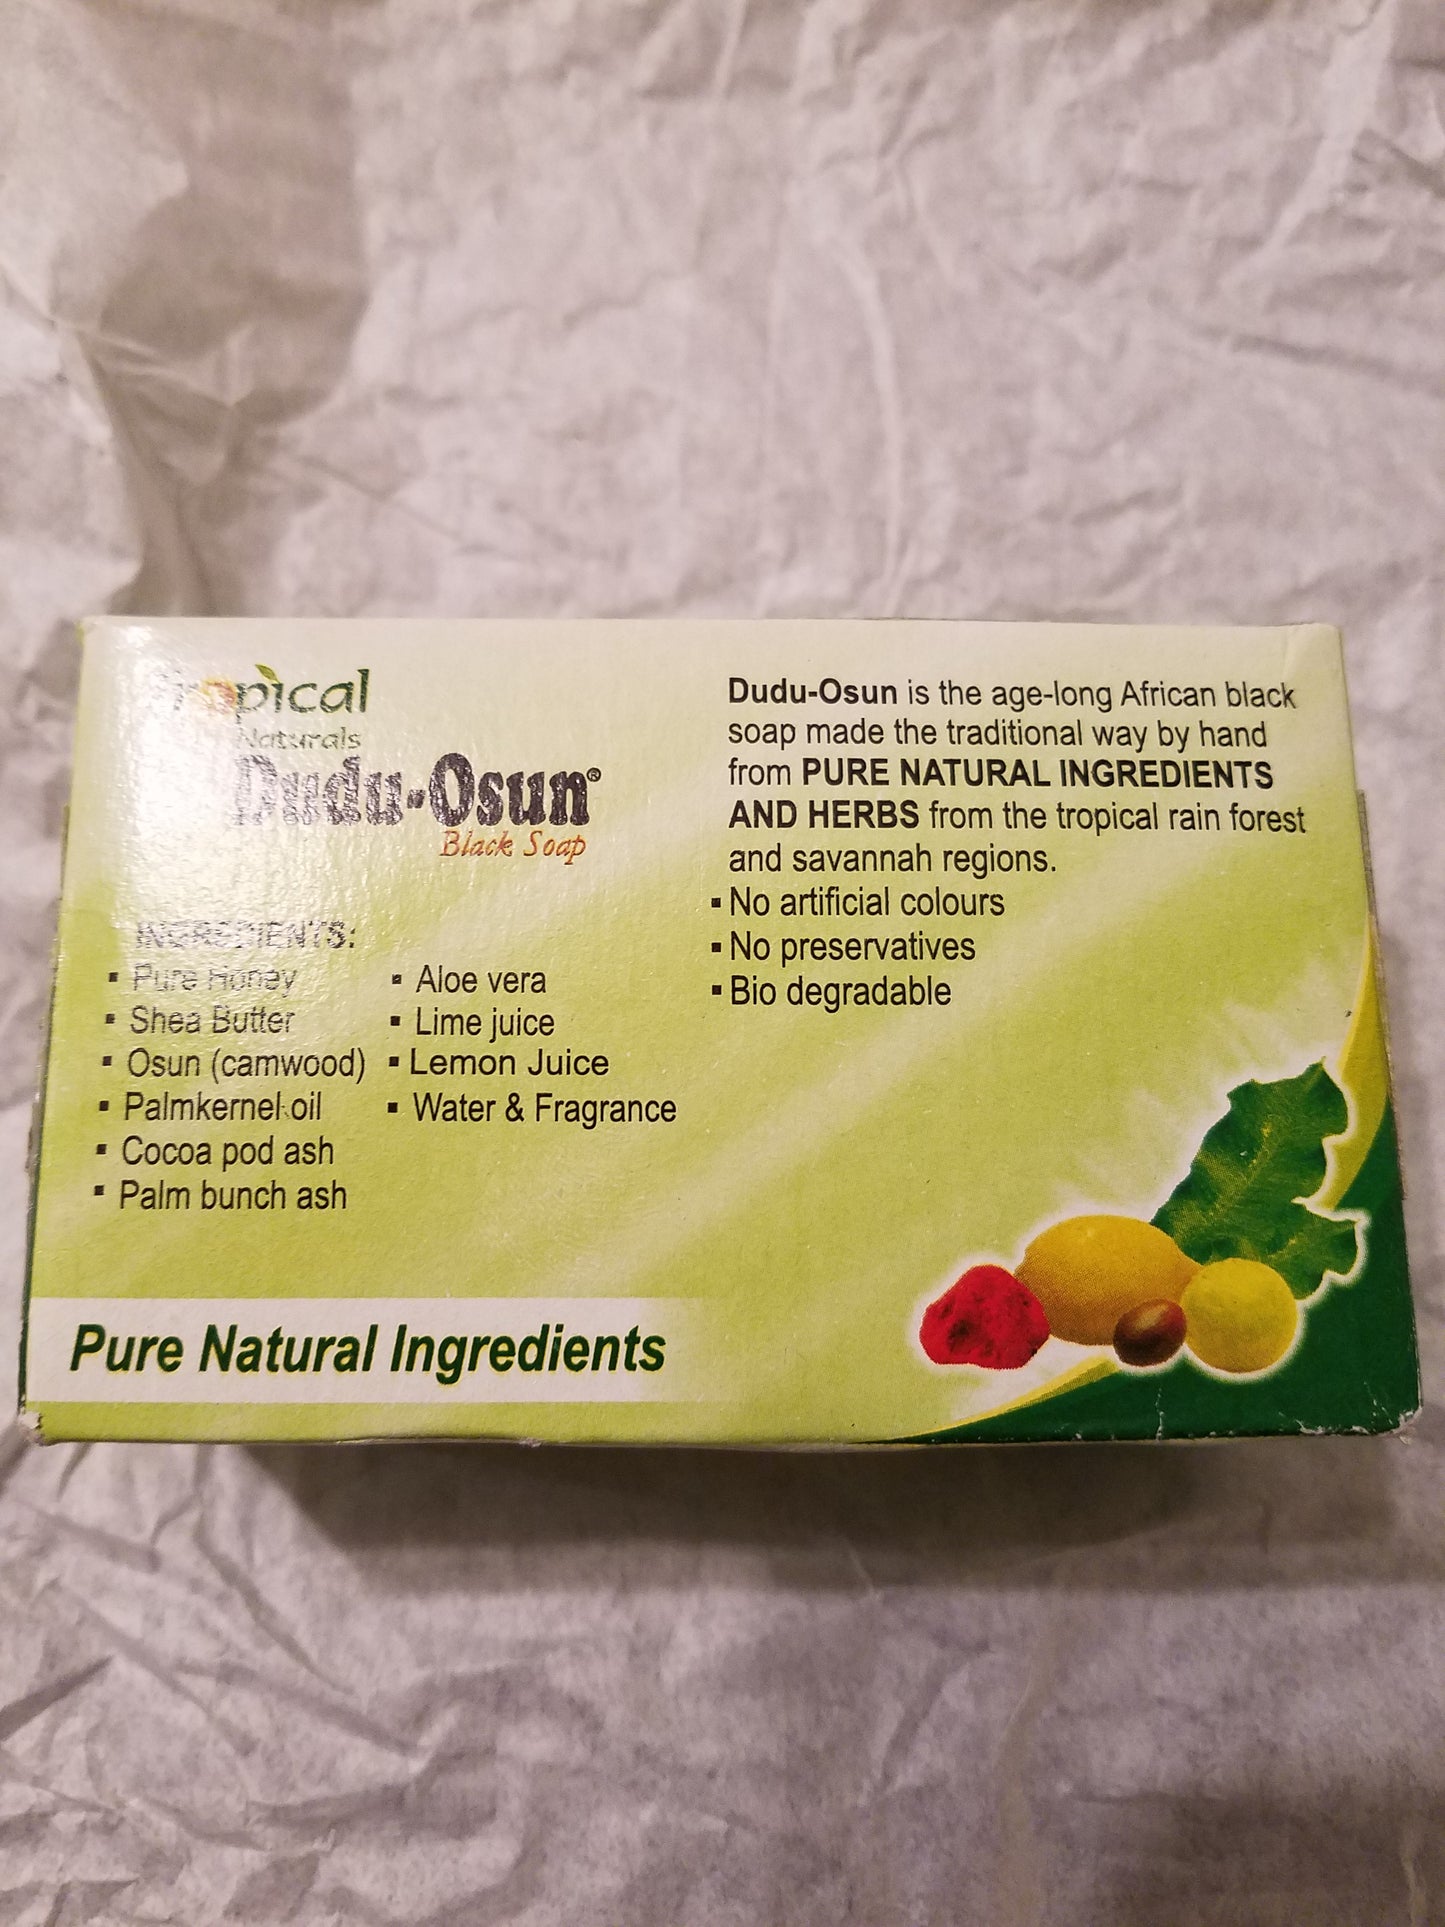 Tropical
Naturals
Dudu-Osun®
Black Soap
INGREDIENTS:
▪ Pure Honey
▪ Shea Butter
▪ Osun (camwood)
▪ Palmkernel oil
▪ Cocoa pod ash
▪ Palm bunch ash
▪ Aloe vera
▪ Lime juice
▪ Lemon Juice
▪ Water & Fragrance
Pure Natural Ingredients
Dudu-Osun is the age-long African black
soap made the traditional way by hand
from PURE NATURAL INGREDIENTS
AND HERBS from the tropical rain forest
and savannah regions.
▪ No artificial colours
▪ No preservatives
▪ Bio degradable